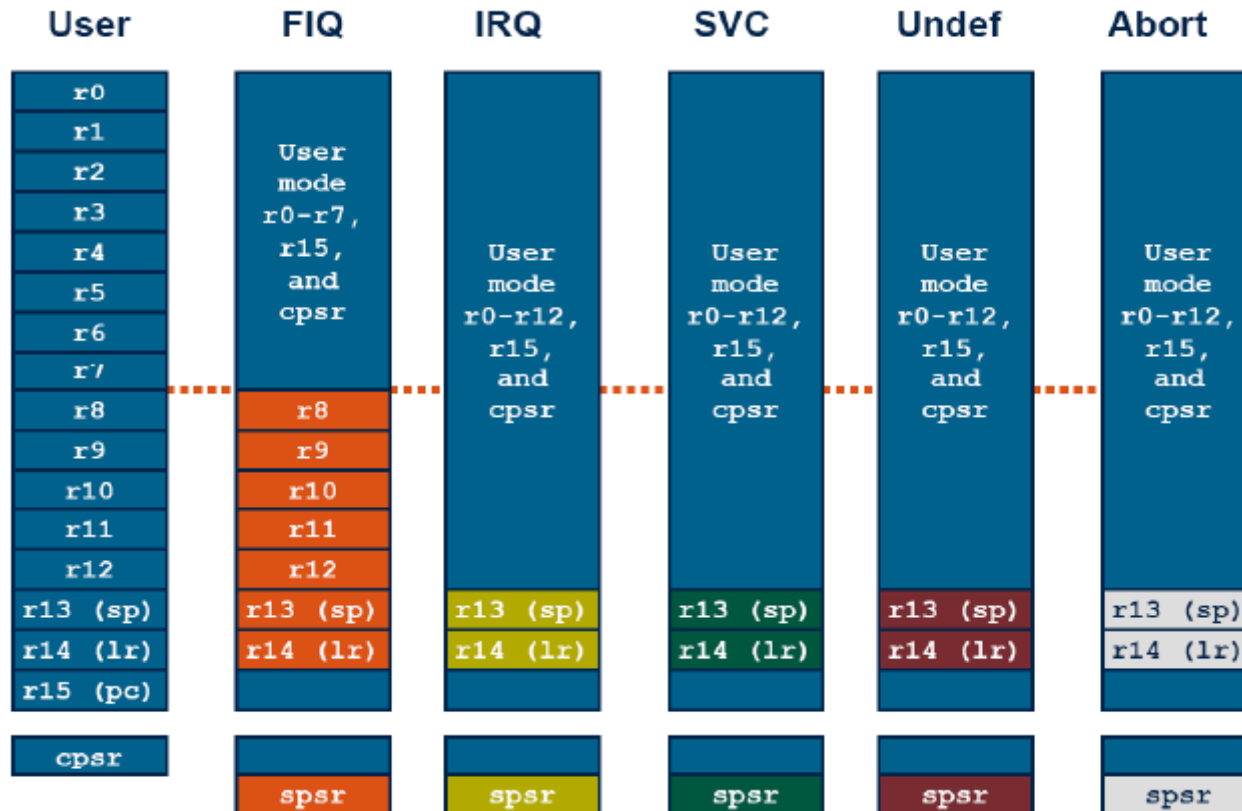 User
FIQ
IRQ
SVC
Undef
Abort
r0
r1
r2
r3
r4
r5
r6
r7
r8
r9
r10
r11
r12
r13 (sp)
r14 (lr)
r15 (pc)
cpsr
User
mode
r0-r7,
r15,
and
cpsr
r8
r9
r10
r11
r12
r13 (sp)
r14 (lr)
spsr
User
mode
r0-r12,
r15,
and
cpsr
r13 (sp)
r14 (lr)
spsr
User
mode
r0-r12,
r15,
and
cpsr
r13 (sp)
r14 (lr)
spsr
User
mode
r0-r12,
r15,
and
cpsr
r13 (sp)
r14 (lr)
spsr
User
mode
r0-r12,
r15,
and
cpsr
r13 (sp)
r14 (lr)
spsr